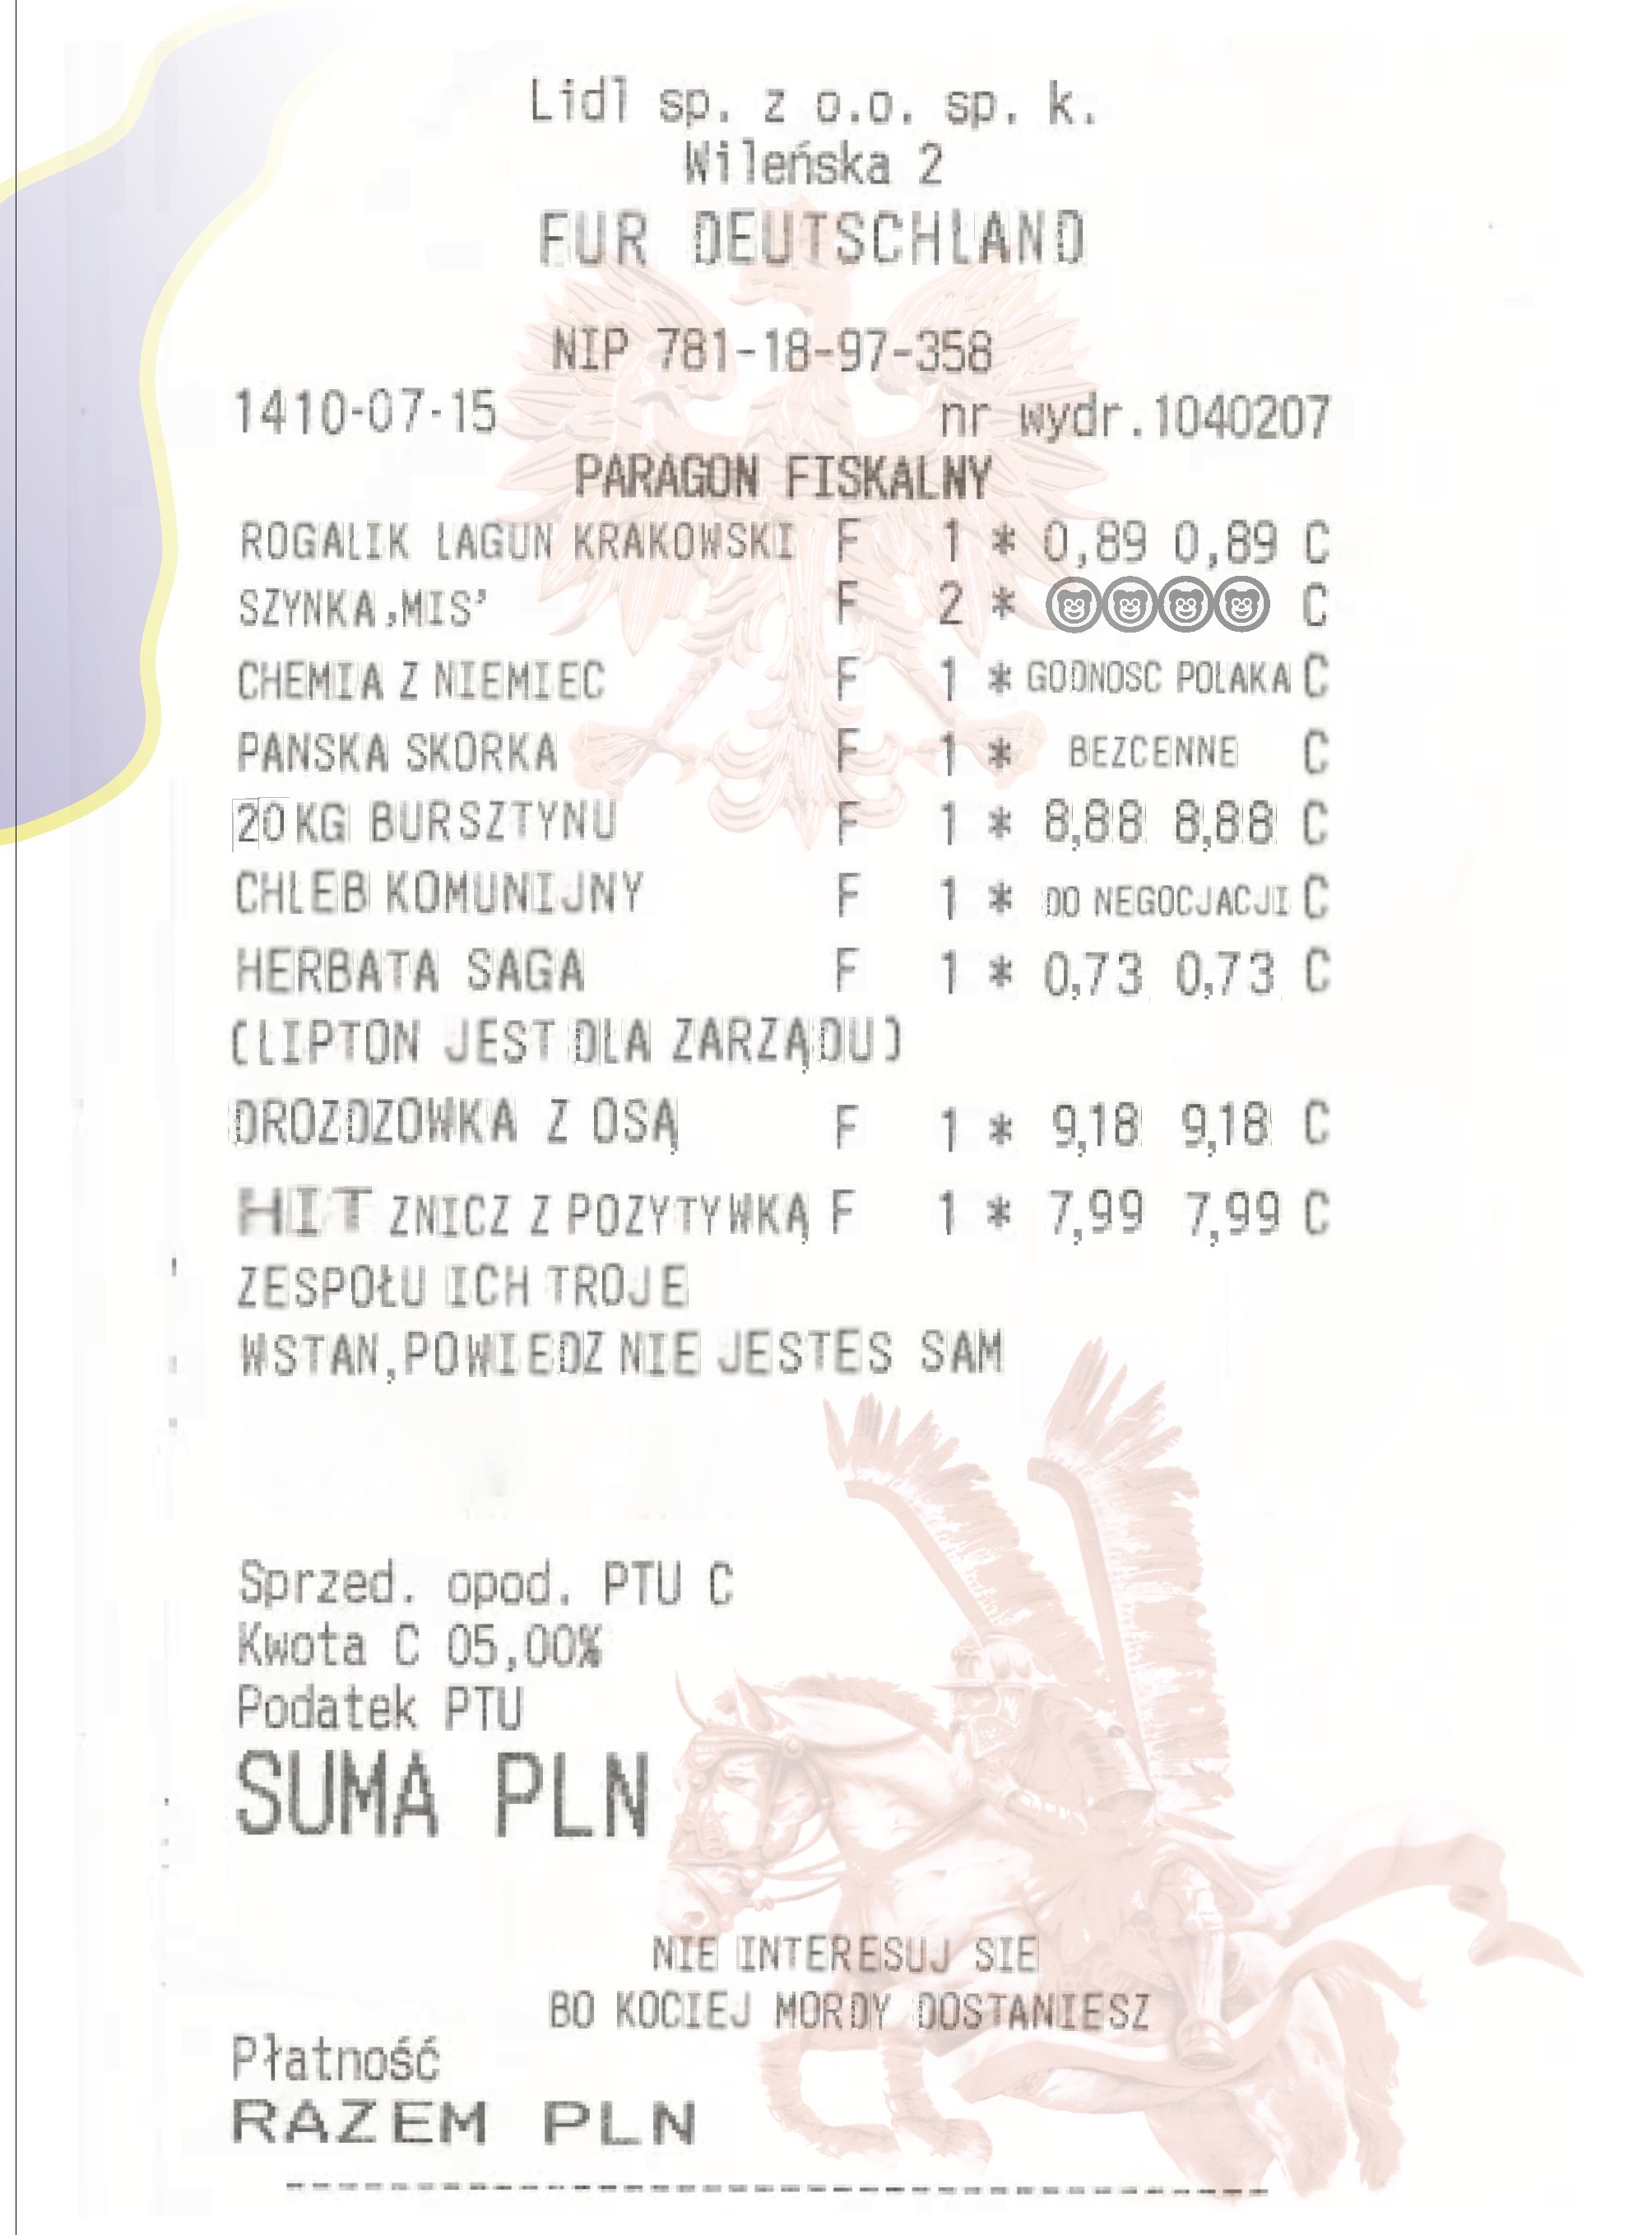 Lidl sp. z o.o. sp. k.
Wileńska 2
FUR DEUTSCHLAND
NIP 781-18-97-358
1410-07-15 nr wydr.1040207
PARAGON FISKALNY
ROGALIK LAGUN KRAKOWSKI F 1 * 0,89 0,89 C
SZYNKA ‚MIS’ F 2 * C
CHEMIA Z NIEMIEC F 1 * GODNOSC POLAKA C
PANSKA SKORKA F 1 * BEZCENNE C
20KG BURSZTYNU F 1 * 8,88 8,88 C
CHLEB KOMUNIJNY F 1 * DO NEGOCJACJI C
HERBATA SAGA F 1 * 0,73 0,73 C
(LIPTON JEST DLA ZARZĄDU)
DROZDZOWKA Z OSĄ F 1 * 9,18 9,18 C
HIT ZNICZ Z POZYTYWKĄ F 1 * 7,99 7,99 C
ZESPOŁU ICH TROJE
WSTAN,POWIEDZ NIE JESTES SAM
Sprzed. opod. PTU C
Kwota C 05,00%
Podatek PTU
SUMA PLN
NIE INTERESUJ SIE
BO KOCIEJ MORDY DOSTANIESZ
Płatność
RAZEM PLN